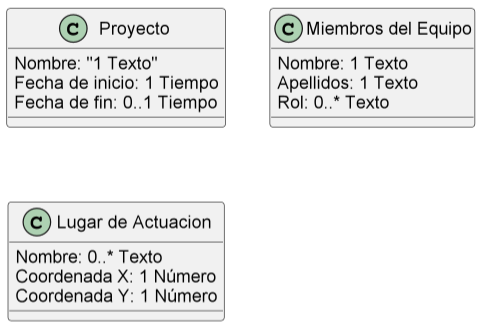 C Proyecto
Nombre: "1 Texto"
Fecha de inicio: 1 Tiempo
Fecha de fin: 0..1 Tiempo
C Miembros del Equipo
Nombre: 1 Texto
Apellidos: 1 Texto
Rol: 0..* Texto
C Lugar de Actuacion
Nombre: 0..* Texto
Coordenada X: 1 Número
Coordenada Y: 1 Número